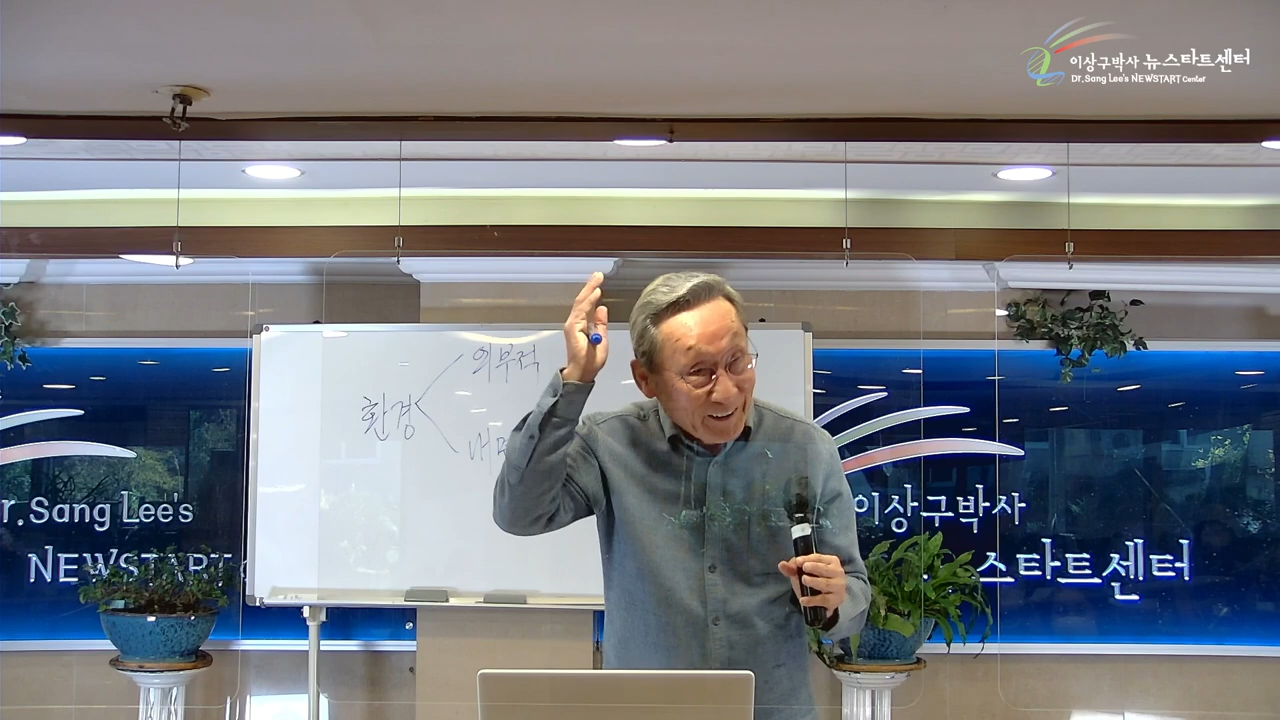 이상구박사 뉴스타트센터
Dr. Sang Lee's NEWSTART Center
외부적
환경
r. Sang Lee's
NEWSTART
이상구박사
스타트센터